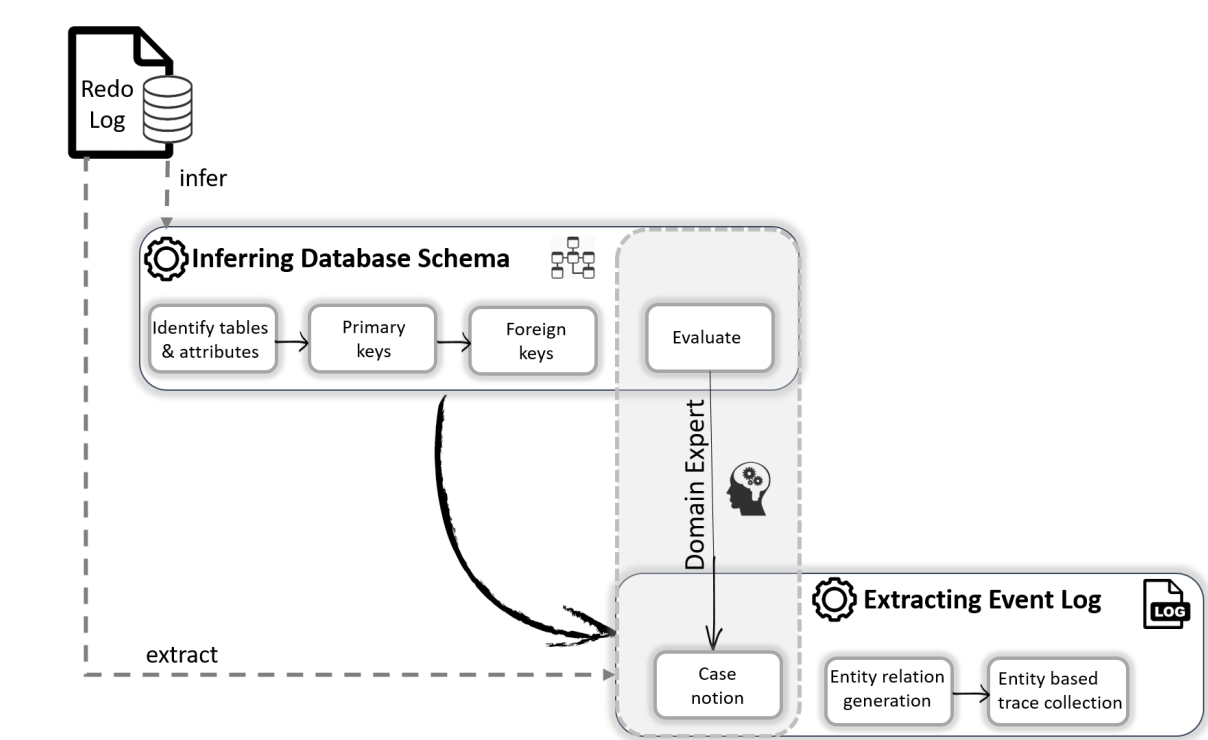 Redo
Log
infer
Inferring Database Schema
Identify tables
& attributes
Primary
keys
Foreign
keys
Evaluate
Domain Expert
Extracting Event Log
LOG
extract
Case
notion
Entity relation
generation
Entity based
trace collection